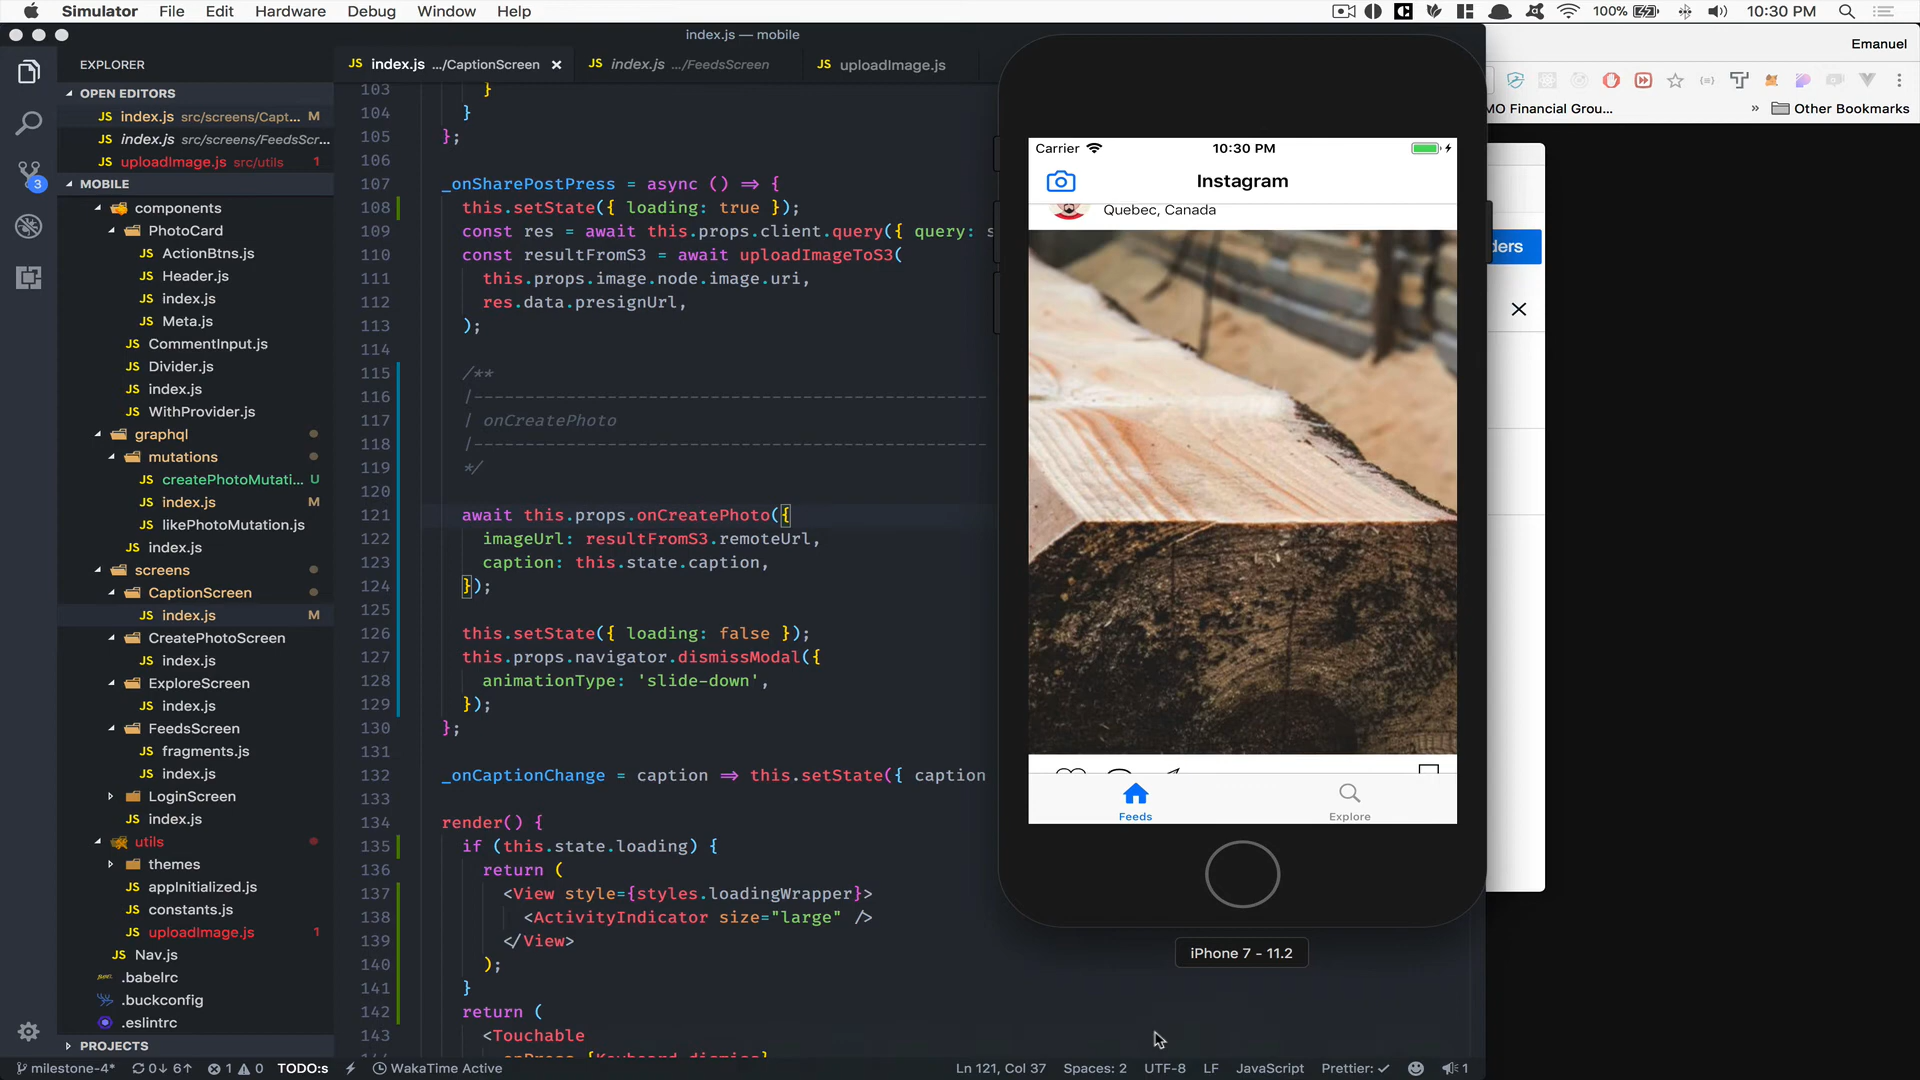 Simulator File Edit Hardware Debug Window Help
100% 10:30 PM
index.js — mobile
Emanuel
EXPLORER
index.js .../CaptionScreen
index.js .../FeedsScreen
uploadImage.js
MO Financial Grou... » Other Bookmarks
OPEN EDITORS
JS index.js src/screens/Capt... M
JS index.js src/screens/FeedsScr...
JS uploadImage.js src/utils 1
MOBILE
3
components
PhotoCard
JS ActionBtns.js
JS Header.js
JS index.js
JS Meta.js
JS CommentInput.js
JS Divider.js
JS index.js
JS WithProvider.js
graphql
mutations
JS createPhotoMutati... U
JS index.js M
JS likePhotoMutation.js
JS index.js
screens
CaptionScreen
JS index.js M
CreatePhotoScreen
JS index.js
ExploreScreen
JS index.js
FeedsScreen
JS fragments.js
JS index.js
LoginScreen
JS index.js
utils
themes
JS appInitialized.js
JS constants.js
JS uploadImage.js 1
JS Nav.js
.babelrc
.buckconfig
.eslintrc
PROJECTS
103 }
104 }
105 };
106
107 _onSharePostPress = async () => {
108 this.setState({ loading: true });
109 const res = await this.props.client.query({ query: s
110 const resultFromS3 = await uploadImageToS3(
111 this.props.image.node.image.uri,
112 res.data.presignUrl,
113 );
114
115 /**
116 |--------------------------------------------------
117 | onCreatePhoto
118 |--------------------------------------------------
119 */
120
121 await this.props.onCreatePhoto({
122 imageUrl: resultFromS3.remoteUrl,
123 caption: this.state.caption,
124 });
125
126 this.setState({ loading: false });
127 this.props.navigator.dismissModal({
128 animationType: 'slide-down',
129 });
130 };
131
132 _onCaptionChange = caption => this.setState({ caption
133
134 render() {
135 if (this.state.loading) {
136 return (
137 <View style={styles.loadingWrapper}>
138 <ActivityIndicator size="large" />
139 </View>
140 );
141 }
142 return (
143 <Touchable
Carrier 10:30 PM
Instagram
Quebec, Canada
Feeds
Explore
iPhone 7 - 11.2
ders
milestone-4* 0↓ 6↑ 1 0 TODO:s WakaTime Active Ln 121, Col 37 Spaces: 2 UTF-8 LF JavaScript Prettier: ✓ 1